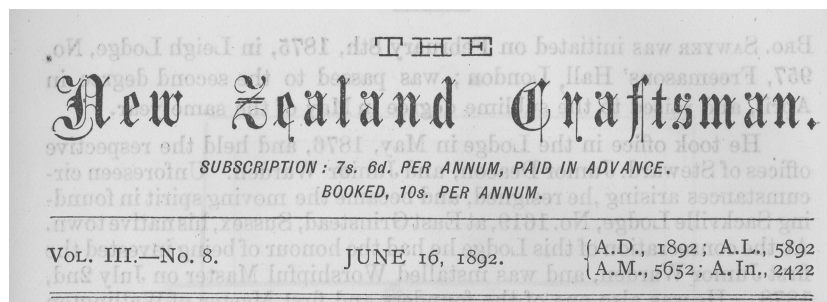 THE
New Zealand Craftsman.
SUBSCRIPTION: 7s. 6d. PER ANNUM, PAID IN ADVANCE.
BOOKED, 10s. PER ANNUM.
VOL. III.—No. 8.
JUNE 16, 1892.
{ A.D., 1892; A.L., 5892
{ A.M., 5652; A.In., 2422